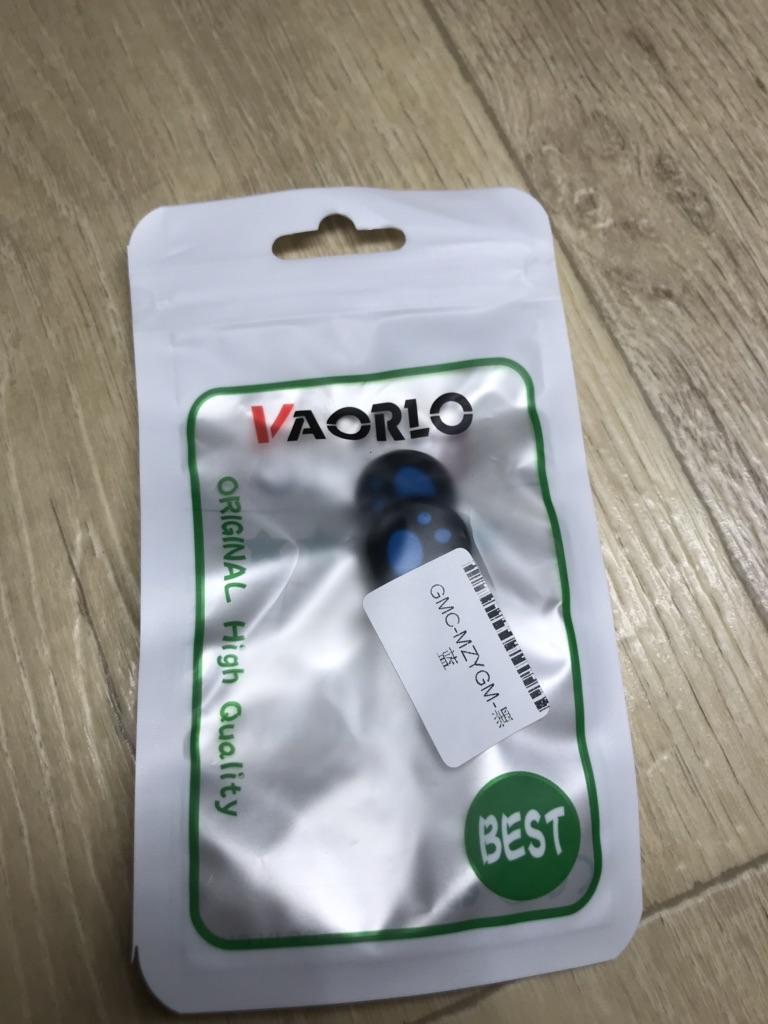 VAORLO
ORIGINAL High Quality
GMC-MZYGM-黑
蓝
BEST